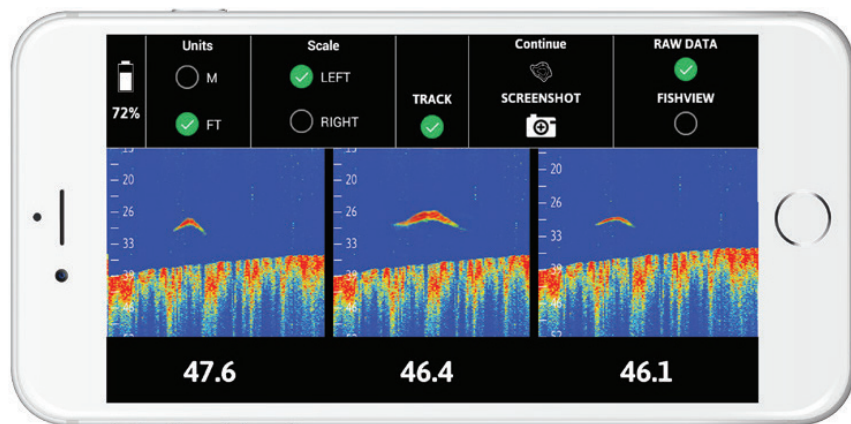 Units
M
FT
72%
Scale
LEFT
RIGHT
TRACK
Continue
SCREENSHOT
RAW DATA
FISHVIEW
20
26
33
20
26
33
20
26
33
47.6
46.4
46.1